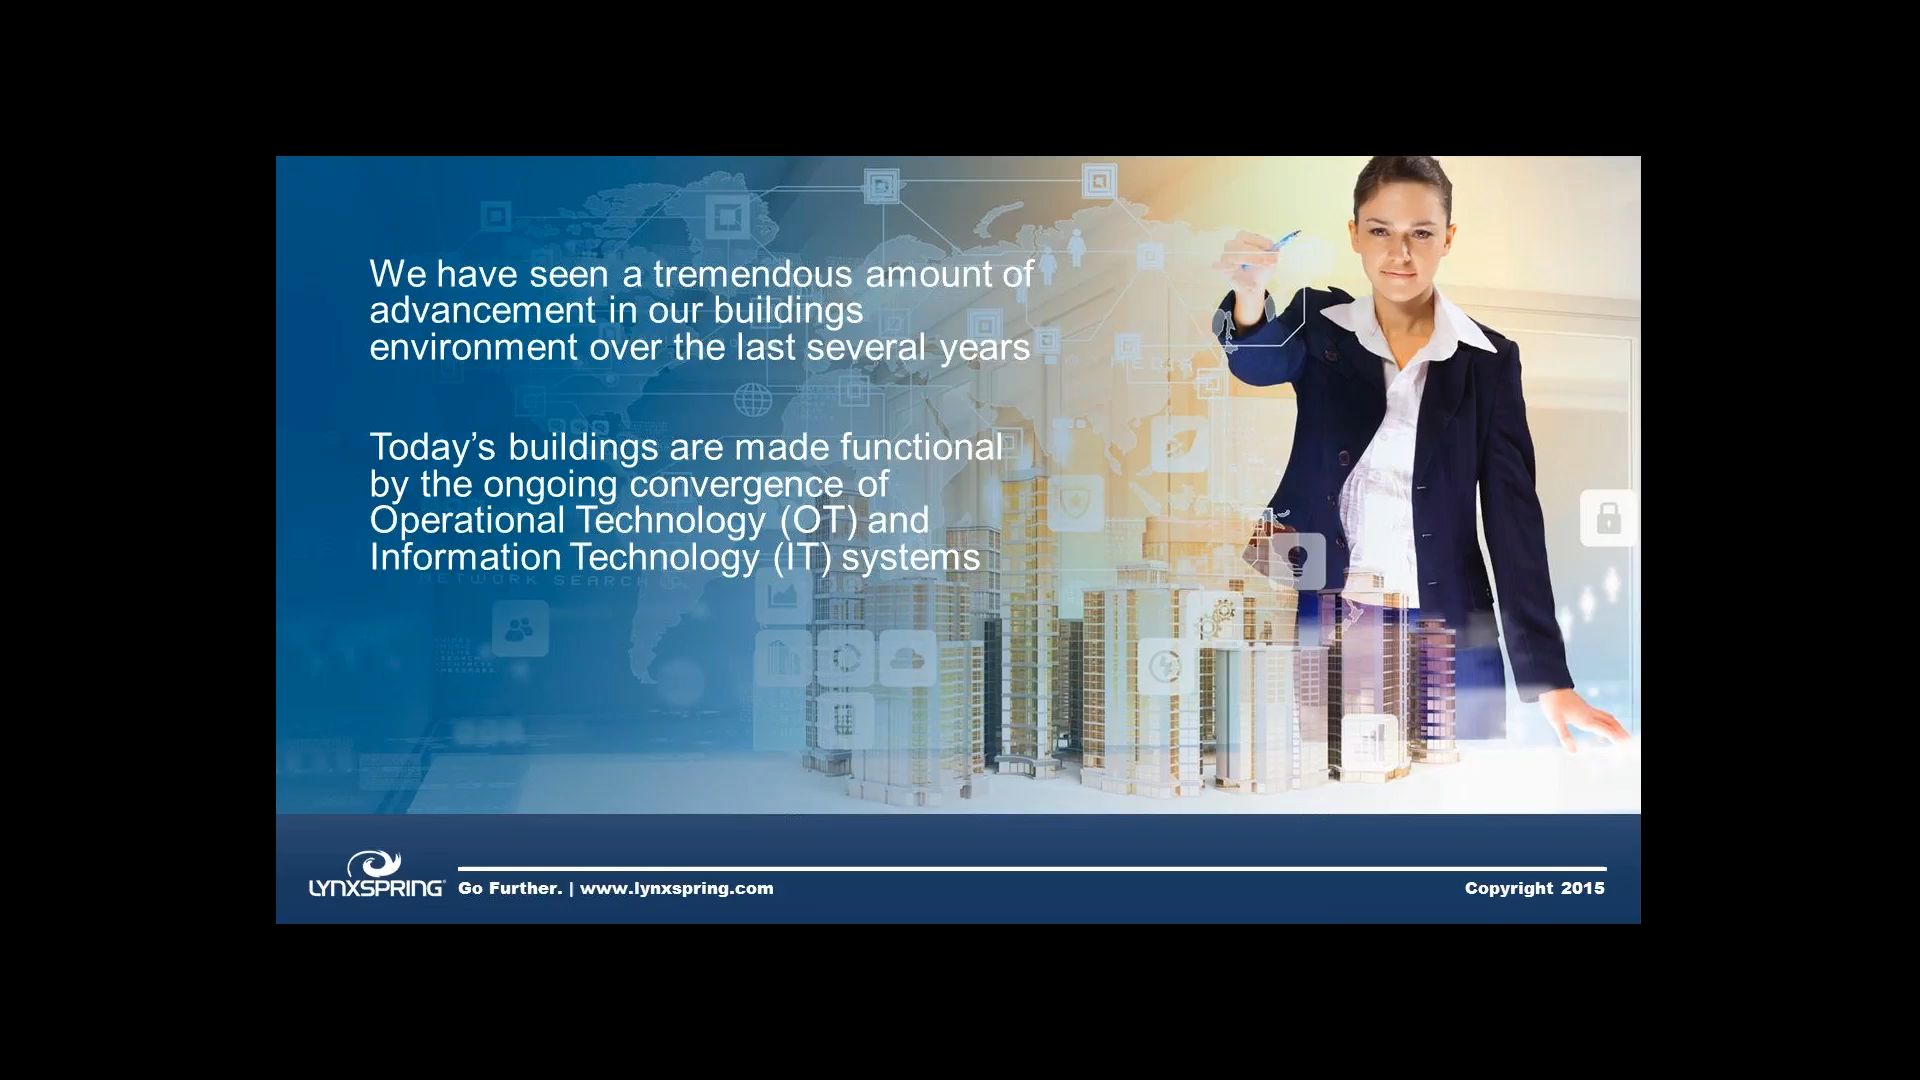 We have seen a tremendous amount of
advancement in our buildings
environment over the last several years
Today’s buildings are made functional
by the ongoing convergence of
Operational Technology (OT) and
Information Technology (IT) systems
NETWORK SEARCH
LYNXSPRING
Go Further. | www.lynxspring.com
Copyright 2015